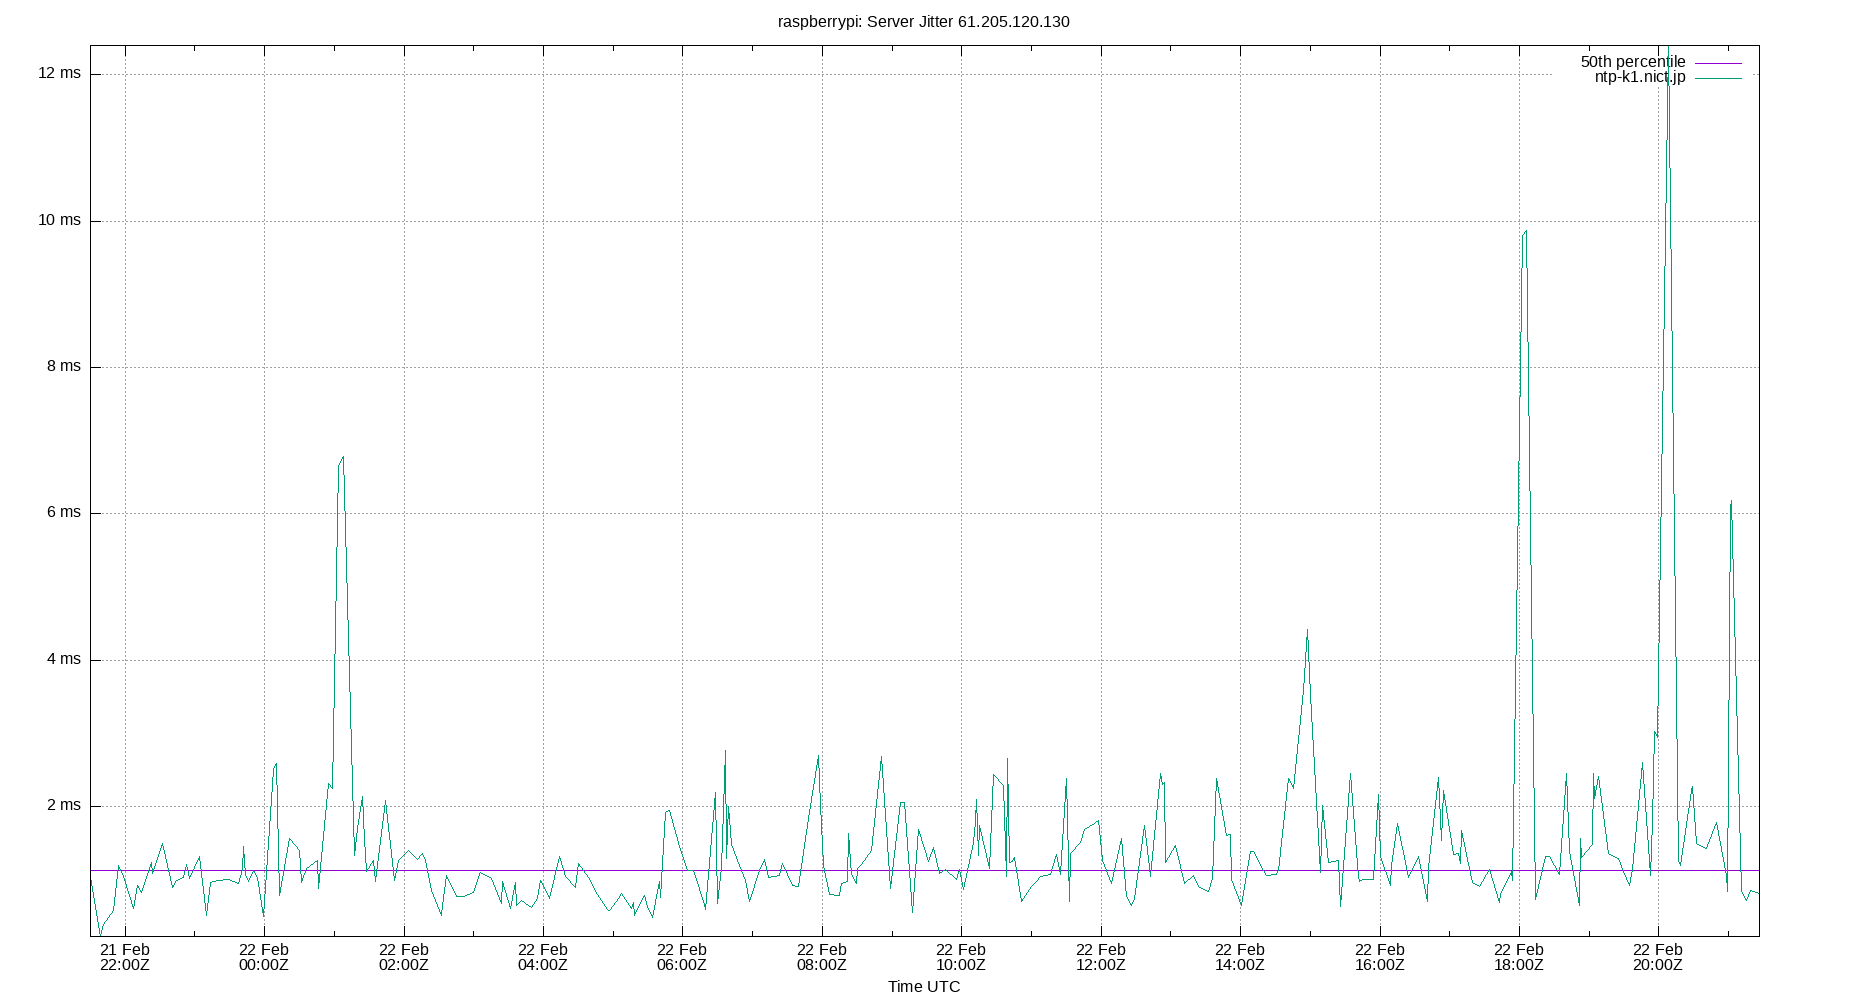 raspberrypi: Server Jitter 61.205.120.130
50th percentile
ntp-k1.nict.jp
12 ms
10 ms
8 ms
6 ms
4 ms
2 ms
21 Feb 22 Feb 22 Feb 22 Feb 22 Feb 22 Feb 22 Feb 22 Feb 22 Feb 22 Feb 22 Feb 22 Feb
22:00Z 00:00Z 02:00Z 04:00Z 06:00Z 08:00Z 10:00Z 12:00Z 14:00Z 16:00Z 18:00Z 20:00Z
Time UTC